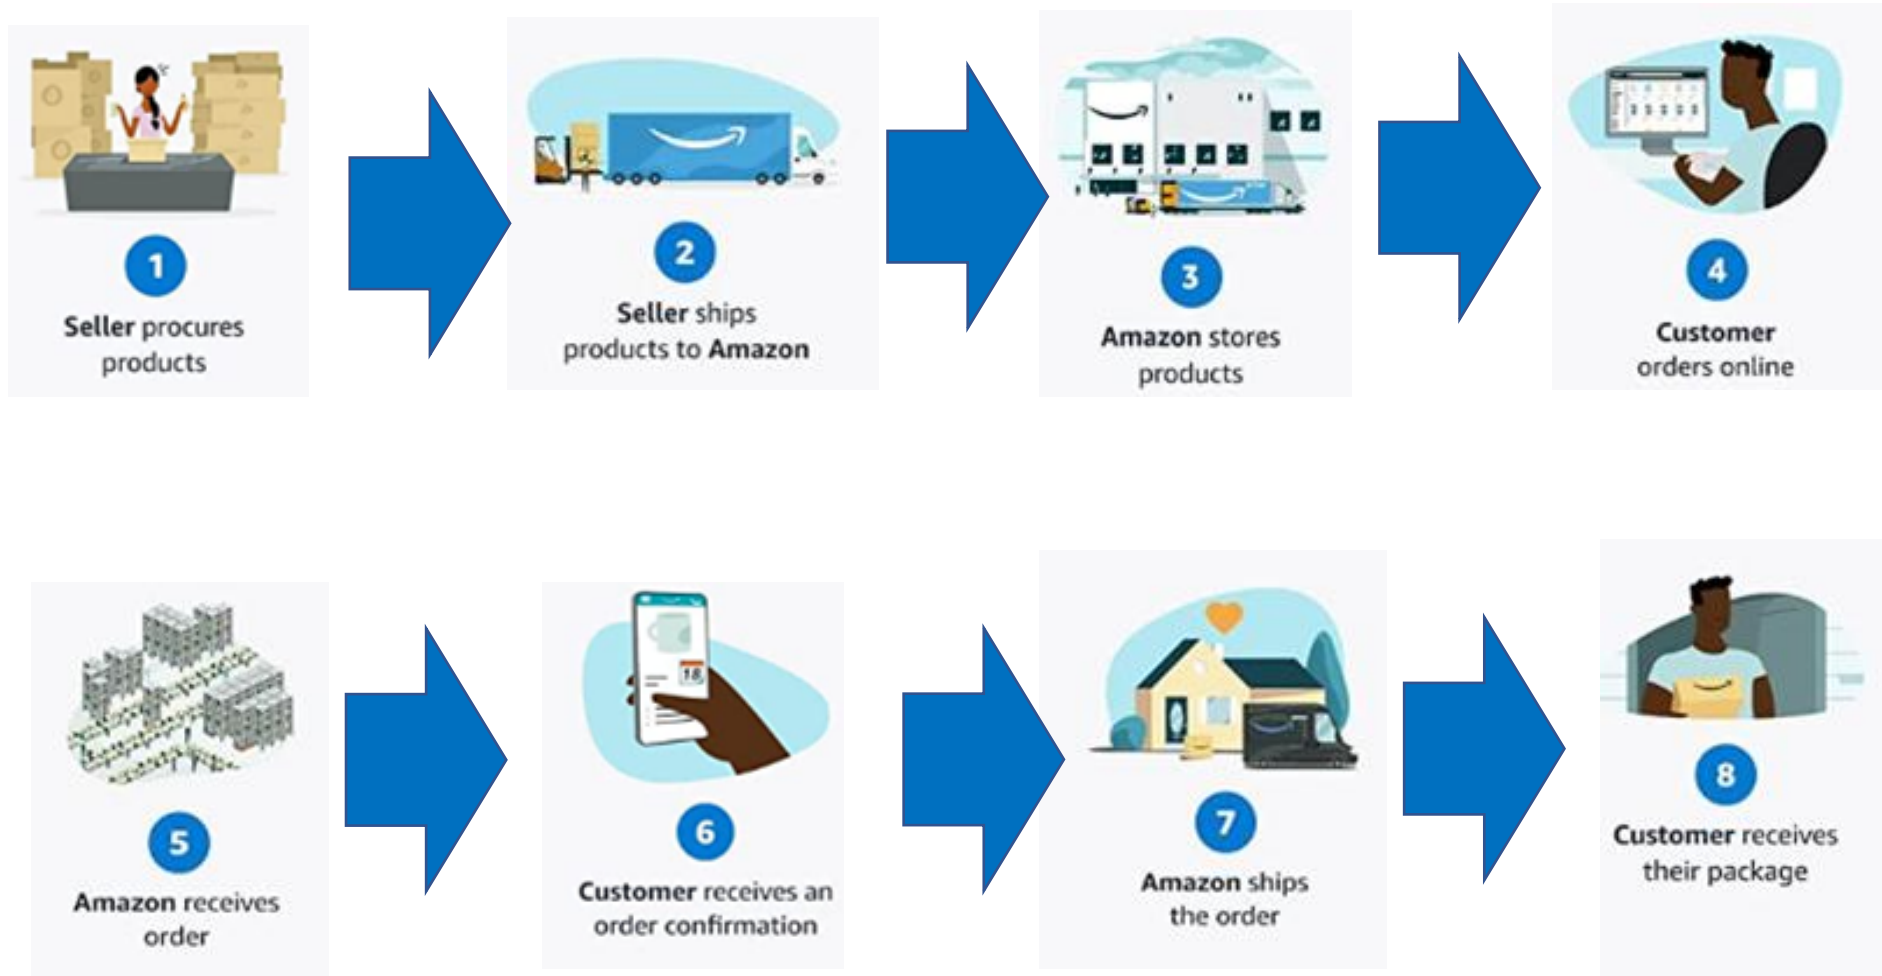 1
Seller procures
products
2
Seller ships
products to Amazon
3
Amazon stores
products
4
Customer
orders online
5
Amazon receives
order
18
6
Customer receives an
order confirmation
7
Amazon ships
the order
8
Customer receives
their package